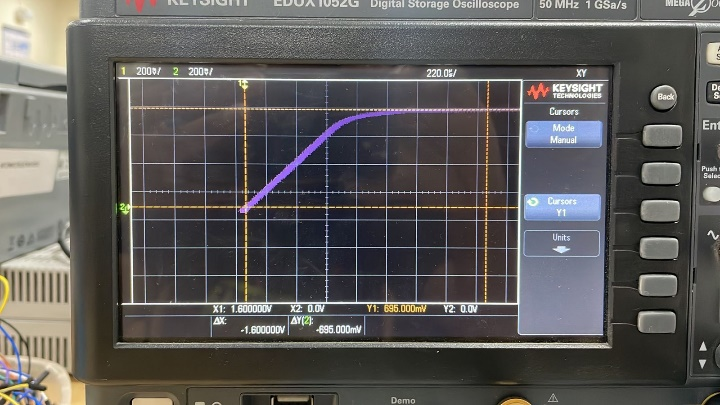 KEYSIGHT EDUX1052G Digital Storage Oscilloscope 50 MHz 1 GSa/s MEGA
1 200▽/ 2 200▽/ 220.0▽/ XY
KEYSIGHT
TECHNOLOGIES
Cursors
Mode
Manual
Cursors
Y1
Units
Back
X1: 1.600000V X2: 0.0V Y1: 695.000mV Y2: 0.0V
ΔX:
-1.600000V
ΔY(2):
-695.000mV
Demo